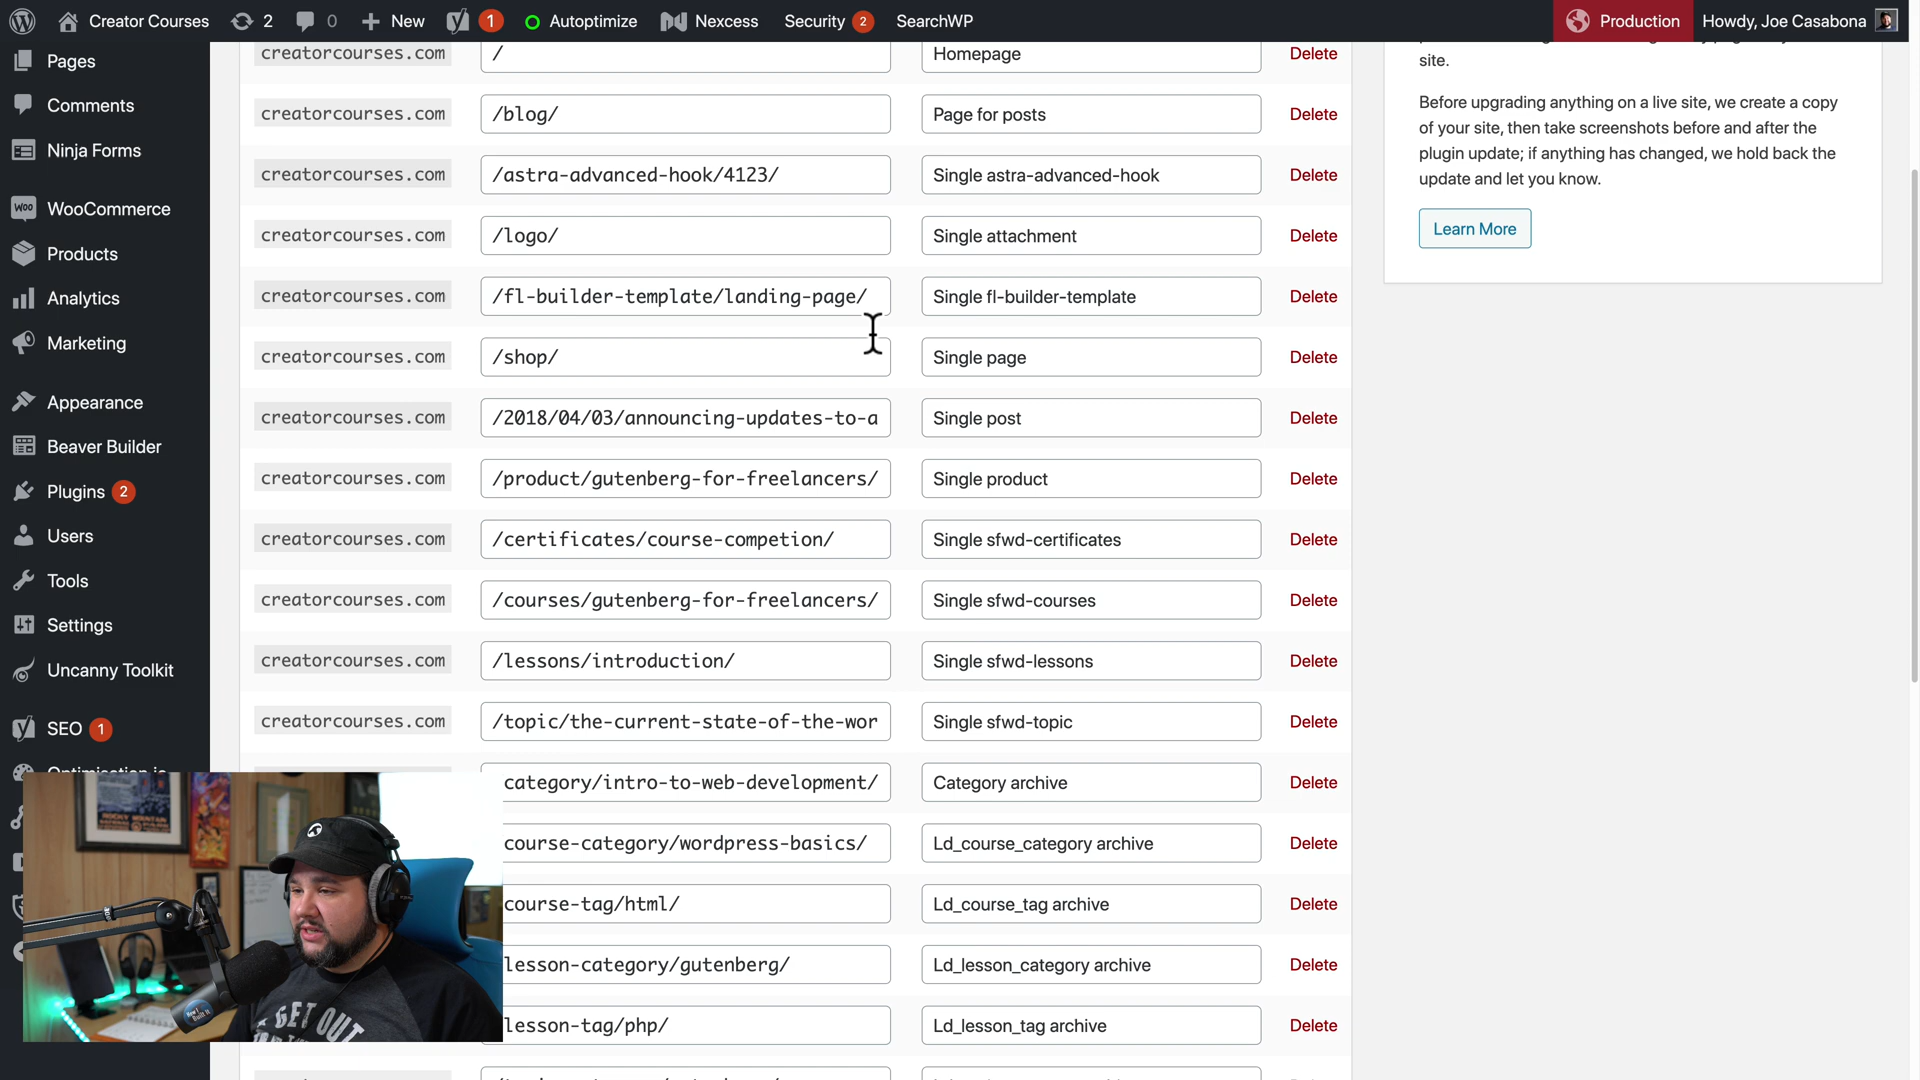 Creator Courses 2 0 New 1 Autoptimize Nexcess Security 2 SearchWP Production Howdy, Joe Casabona
Pages
Comments
Ninja Forms
WOO WooCommerce
Products
Analytics
Marketing
Appearance
Beaver Builder
Plugins 2
Users
Tools
Settings
Uncanny Toolkit
SEO 1
creatorcourses.com / Homepage Delete
creatorcourses.com /blog/ Page for posts Delete
creatorcourses.com /astra-advanced-hook/4123/ Single astra-advanced-hook Delete
creatorcourses.com /logo/ Single attachment Delete
creatorcourses.com /fl-builder-template/landing-page/ Single fl-builder-template Delete
creatorcourses.com /shop/ Single page Delete
creatorcourses.com /2018/04/03/announcing-updates-to-a Single post Delete
creatorcourses.com /product/gutenberg-for-freelancers/ Single product Delete
creatorcourses.com /certificates/course-competion/ Single sfwd-certificates Delete
creatorcourses.com /courses/gutenberg-for-freelancers/ Single sfwd-courses Delete
creatorcourses.com /lessons/introduction/ Single sfwd-lessons Delete
creatorcourses.com /topic/the-current-state-of-the-wor Single sfwd-topic Delete
category/intro-to-web-development/ Category archive Delete
course-category/wordpress-basics/ Ld_course_category archive Delete
course-tag/html/ Ld_course_tag archive Delete
lesson-category/gutenberg/ Ld_lesson_category archive Delete
lesson-tag/php/ Ld_lesson_tag archive Delete
site.
Before upgrading anything on a live site, we create a copy
of your site, then take screenshots before and after the
plugin update; if anything has changed, we hold back the
update and let you know.
Learn More
GET OUT